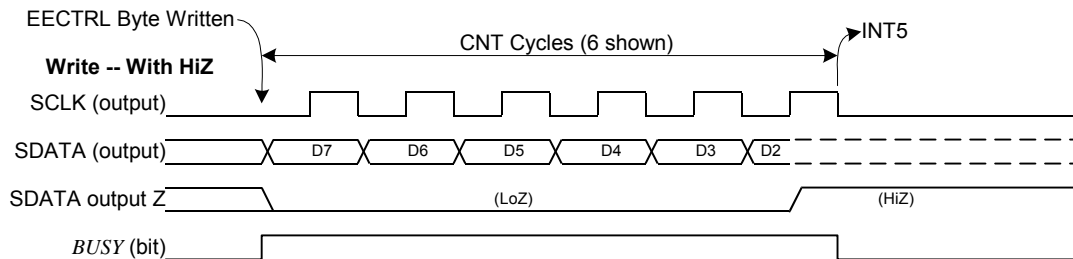 EECTRL Byte Written
CNT Cycles (6 shown)
INT5
Write -- With HiZ
SCLK (output)
SDATA (output) D7 D6 D5 D4 D3 D2
SDATA output Z (LoZ) (HiZ)
BUSY (bit)